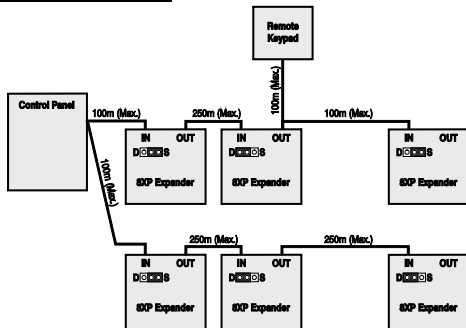 Remote
Keypad
Control Panel
100m (Max.)
250m (Max.)
100m (Max.)
100m (Max.)
100m (Max.)
IN OUT
D S
8XP Expander
IN OUT
D S
8XP Expander
IN OUT
D S
8XP Expander
250m (Max.)
250m (Max.)
IN OUT
D S
8XP Expander
IN OUT
D S
8XP Expander
IN OUT
D S
8XP Expander